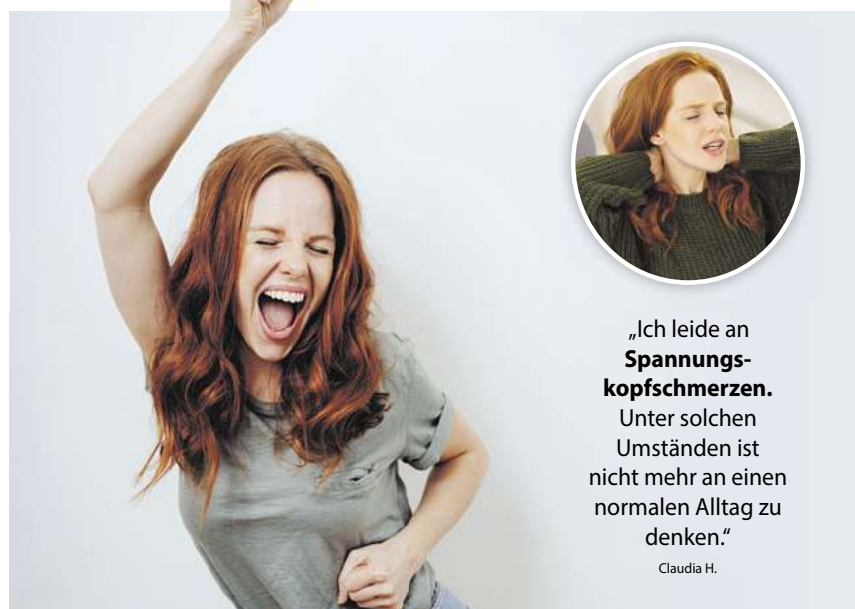 „Ich leide an
Spannungs-
kopfschmerzen.
Unter solchen
Umständen ist
nicht mehr an einen
normalen Alltag zu
denken.“
Claudia H.